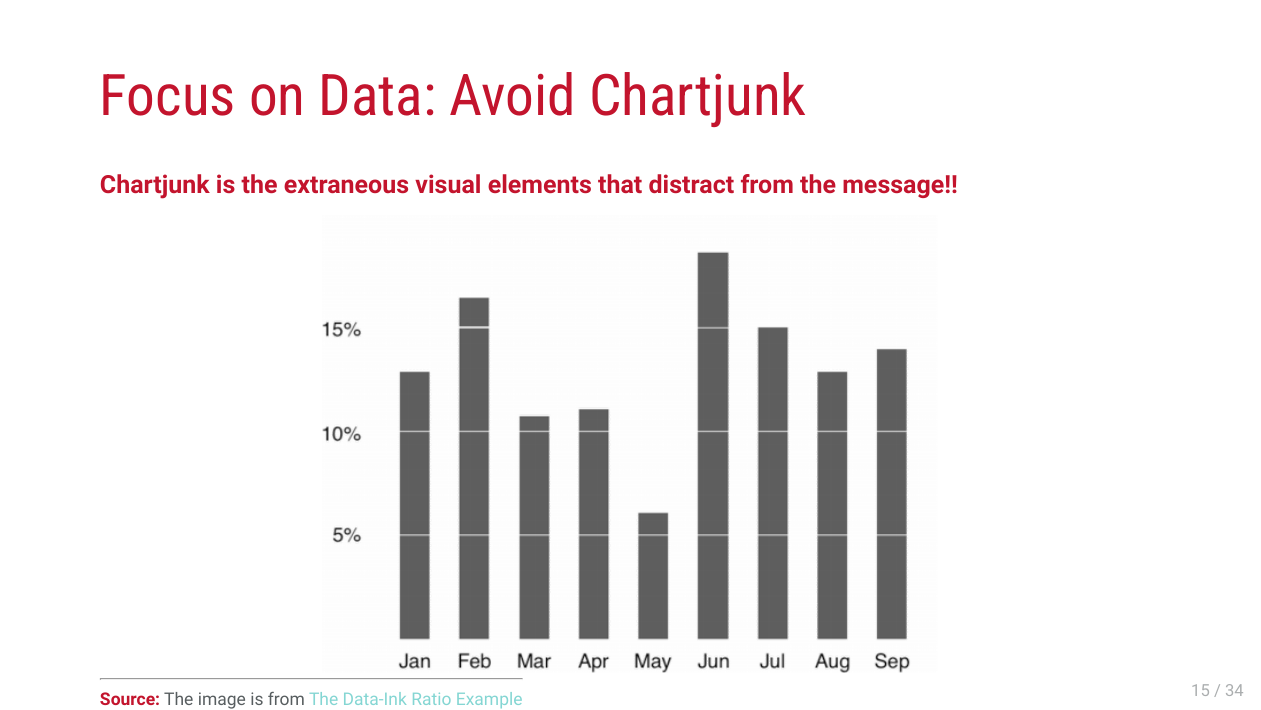 Focus on Data: Avoid Chartjunk
Chartjunk is the extraneous visual elements that distract from the message!!
15%
10%
5%
Jan Feb Mar Apr May Jun Jul Aug Sep
Source: The image is from The Data-Ink Ratio Example
15 / 34